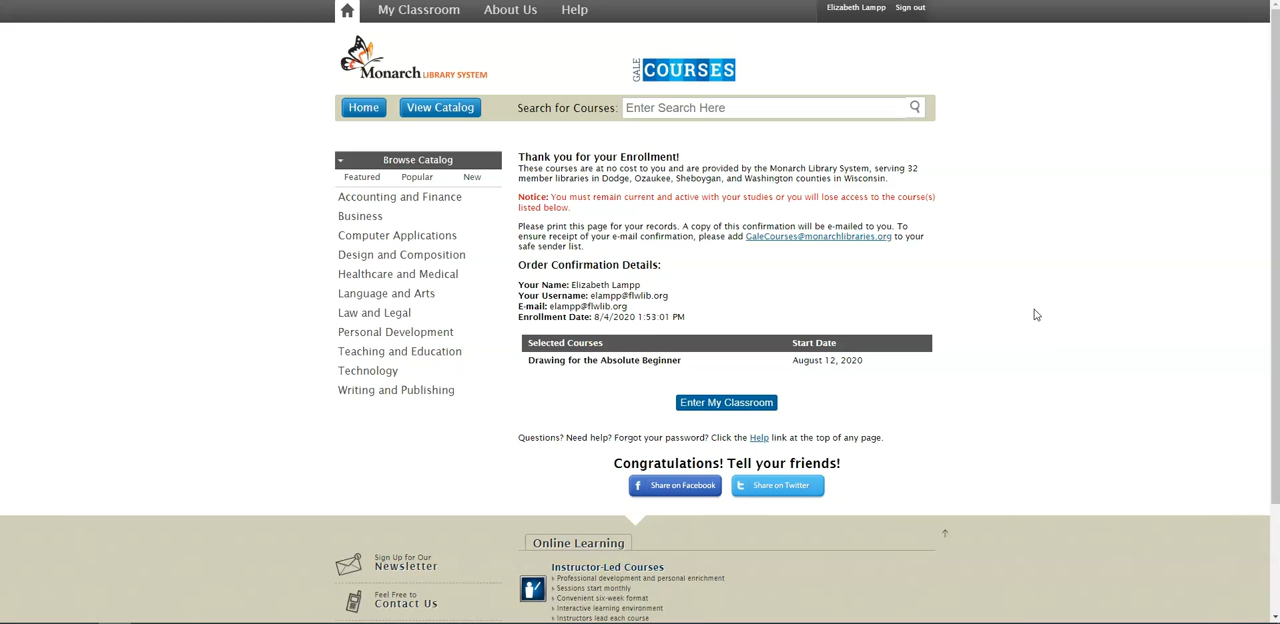 My Classroom About Us Help Elizabeth Lampp Sign out
Monarch LIBRARY SYSTEM
GALE COURSES
Home View Catalog Search for Courses: Enter Search Here
Browse Catalog
Featured Popular New
Accounting and Finance
Business
Computer Applications
Design and Composition
Healthcare and Medical
Language and Arts
Law and Legal
Personal Development
Teaching and Education
Technology
Writing and Publishing
Thank you for your Enrollment!
These courses are at no cost to you and are provided by the Monarch Library System, serving 32
member libraries in Dodge, Ozaukee, Sheboygan, and Washington counties in Wisconsin.
Notice: You must remain current and active with your studies or you will lose access to the course(s)
listed below.
Please print this page for your records. A copy of this confirmation will be e-mailed to you. To
ensure receipt of your e-mail confirmation, please add GaleCourses@monarchlibraries.org to your
safe sender list.
Order Confirmation Details:
Your Name: Elizabeth Lampp
Your Username: elampp@flwlib.org
E-mail: elampp@flwlib.org
Enrollment Date: 8/4/2020 1:53:01 PM
Selected Courses Start Date
Drawing for the Absolute Beginner August 12, 2020
Enter My Classroom
Questions? Need help? Forgot your password? Click the Help link at the top of any page.
Congratulations! Tell your friends!
f Share on Facebook t Share on Twitter
Sign Up for Our
Newsletter
Feel Free to
Contact Us
Online Learning
Instructor-Led Courses
» Professional development and personal enrichment
» Sessions start monthly
» Convenient six-week format
» Interactive learning environment
» Instructors lead each course